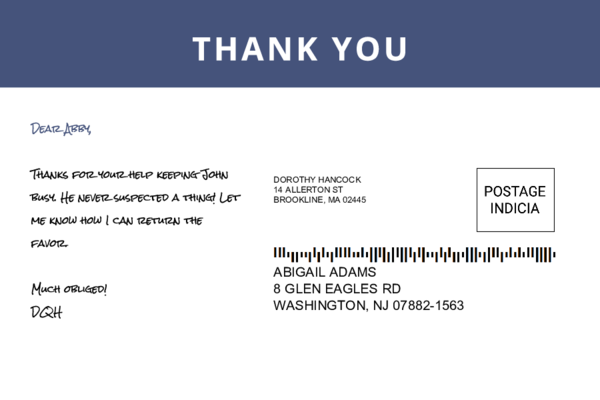 THANK YOU
Dear Abby,
Thanks for your help keeping John
busy. He never suspected a thing! Let
me know how I can return the
favor.
Much obliged!
DQH
DOROTHY HANCOCK
14 ALLERTON ST
BROOKLINE, MA 02445
POSTAGE
INDICIA
ABIGAIL ADAMS
8 GLEN EAGLES RD
WASHINGTON, NJ 07882-1563